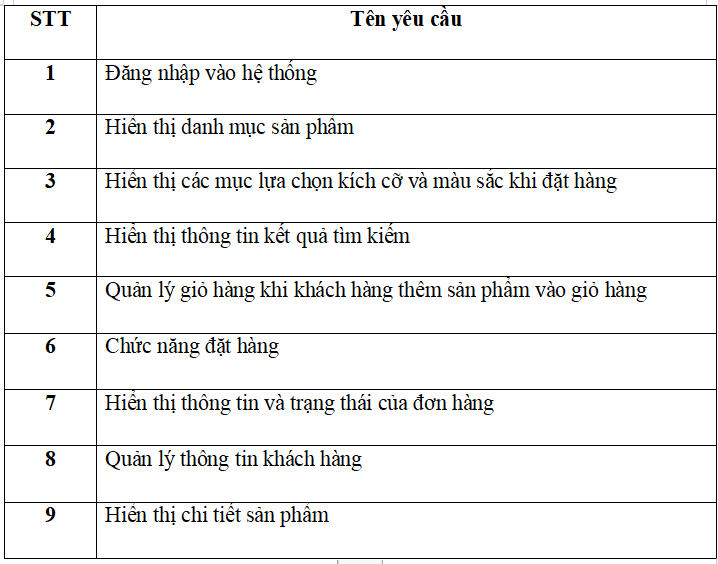 STT Tên yêu cầu
1 Đăng nhập vào hệ thống
2 Hiển thị danh mục sản phẩm
3 Hiển thị các mục lựa chọn kích cỡ và màu sắc khi đặt hàng
4 Hiển thị thông tin kết quả tìm kiếm
5 Quản lý giỏ hàng khi khách hàng thêm sản phẩm vào giỏ hàng
6 Chức năng đặt hàng
7 Hiển thị thông tin và trạng thái của đơn hàng
8 Quản lý thông tin khách hàng
9 Hiển thị chi tiết sản phẩm